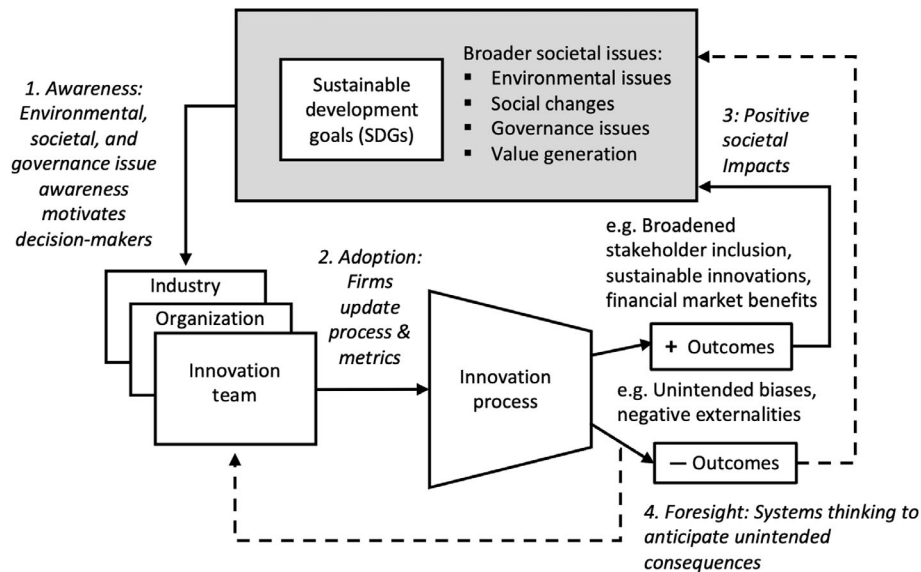 1. Awareness:
Environmental,
societal, and
governance issue
awareness
motivates
decision-makers
Sustainable
development
goals (SDGs)
Broader societal issues:
▪ Environmental issues
▪ Social changes
▪ Governance issues
▪ Value generation
3: Positive
societal
Impacts
Industry
Organization
Innovation
team
2. Adoption:
Firms
update
process &
metrics
Innovation
process
e.g. Broadened
stakeholder inclusion,
sustainable innovations,
financial market benefits
+ Outcomes
e.g. Unintended biases,
negative externalities
— Outcomes
4. Foresight: Systems thinking to
anticipate unintended
consequences